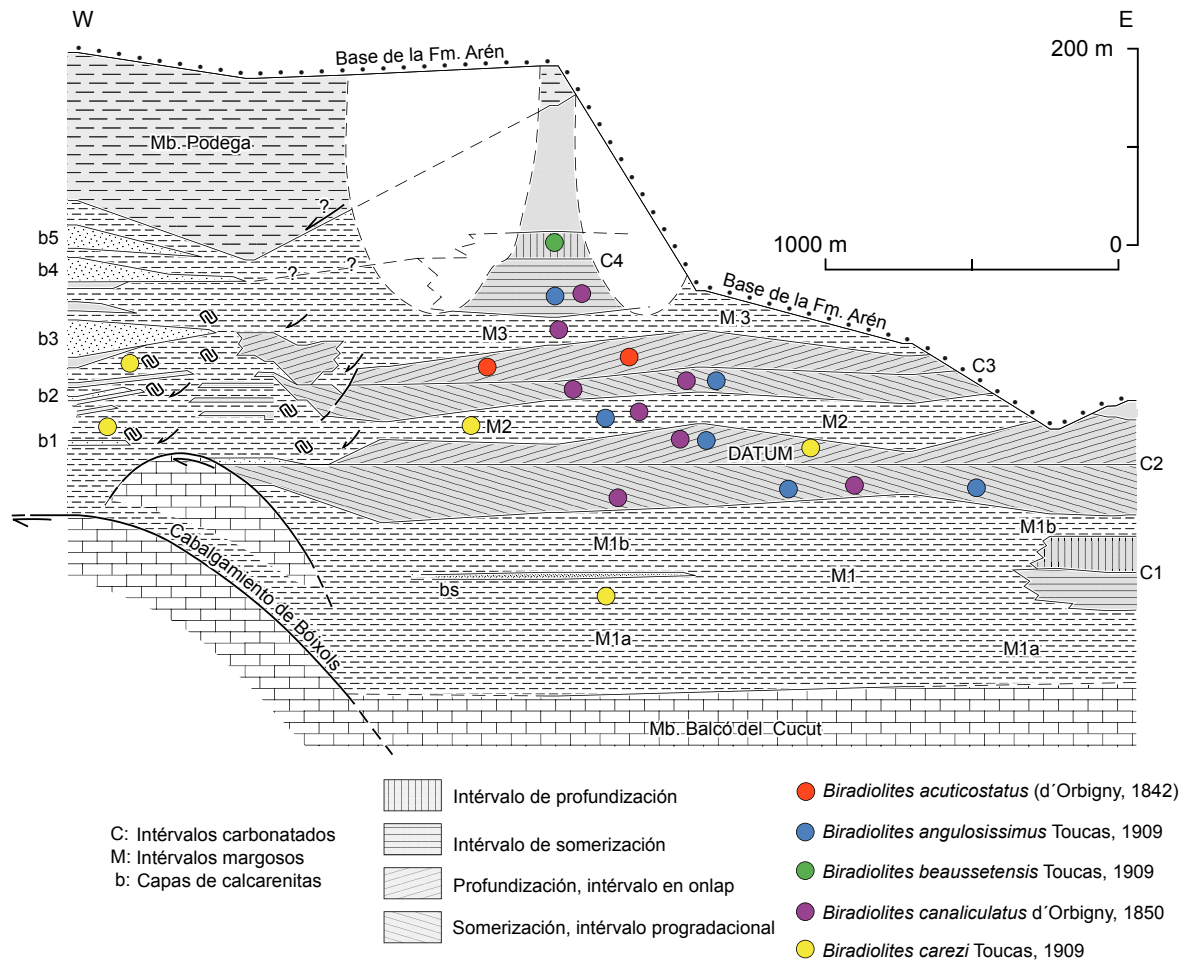 W
E
Base de la Fm. Arén
200 m
Mb. Podega
?
b5
1000 m
0
b4
?
?
C4
Base de la Fm. Arén
M3
M 3
b3
C3
b2
M2
M2
b1
DATUM
C2
M1b
M1b
M1
C1
bs
Cabalgamiento de Bóixols
M1a
M1a
Mb. Balcó del Cucut
Intérvalo de profundización
C: Intérvalos carbonatados
Intérvalo de somerización
M: Intérvalos margosos
b: Capas de calcarenitas
Profundización, intérvalo en onlap
Somerización, intérvalo progradacional
Biradiolites acuticostatus (d´Orbigny, 1842)
Biradiolites angulosissimus Toucas, 1909
Biradiolites beaussetensis Toucas, 1909
Biradiolites canaliculatus d´Orbigny, 1850
Biradiolites carezi Toucas, 1909